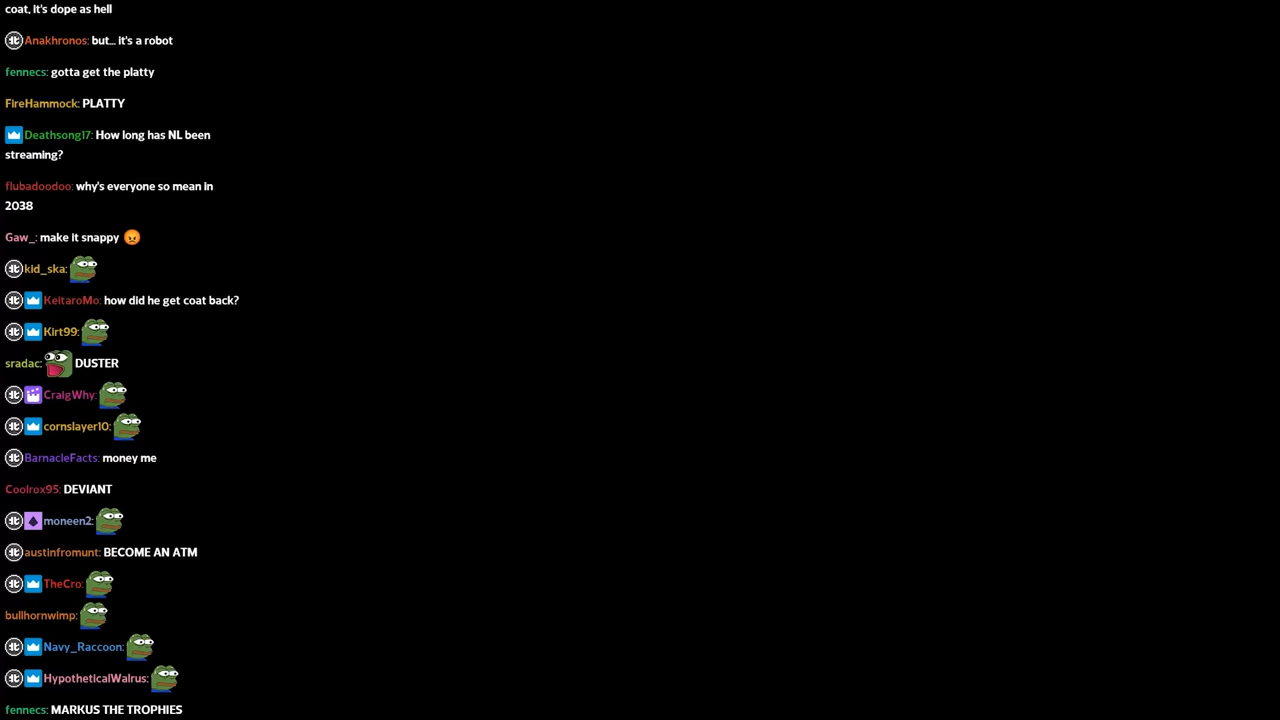 coat, it's dope as hell
Anakhronos: but... it's a robot
fennecs: gotta get the platty
FireHammock: PLATTY
Deathsong17: How long has NL been
streaming?
flubadoodoo: why's everyone so mean in
2038
Gaw_: make it snappy 😡
kid_ska:
KeitaroMo: how did he get coat back?
Kirt99:
sradac: DUSTER
CraigWhy:
cornslayer10:
BarnacleFacts: money me
Coolrox95: DEVIANT
moneen2:
austinfromunt: BECOME AN ATM
TheCro:
bullhornwimp:
Navy_Raccoon:
HypotheticalWalrus:
fennecs: MARKUS THE TROPHIES